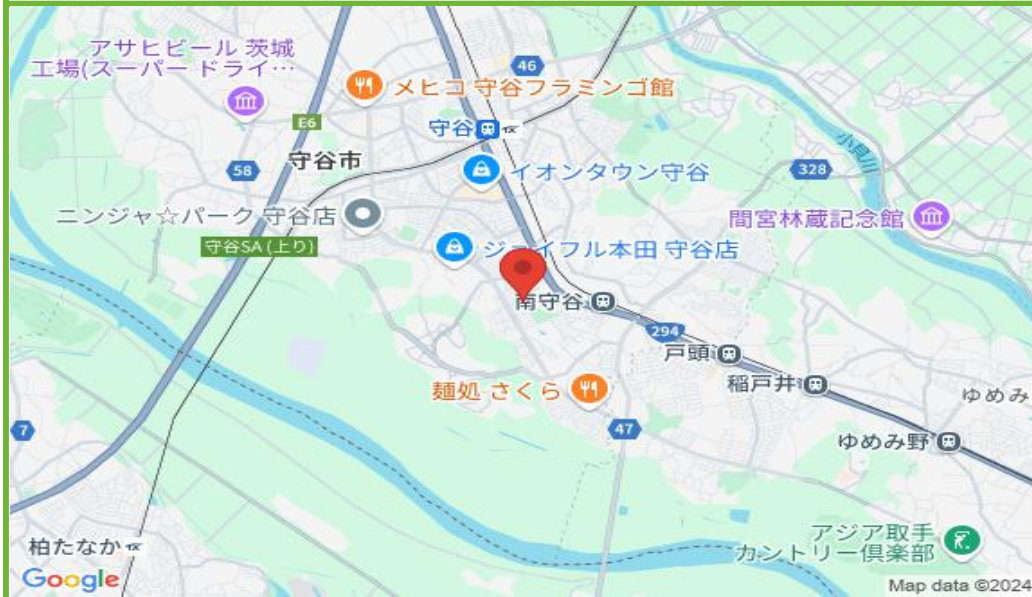 アサヒビール 茨城
工場(スーパー ドライ…
46
メヒコ 守谷フラミンゴ館
E6
守谷
守谷市
58
イオンタウン守谷
328
小貝川
間宮林蔵記念館
ニンジャ☆パーク 守谷店
守谷SA (上り)
ジョイフル本田 守谷店
南守谷
294
戸頭
稲戸井
麺処 さくら
ゆめみ
7
47
ゆめみ野
柏たなか
アジア取手
カントリー倶楽部
Google
Map data ©2024